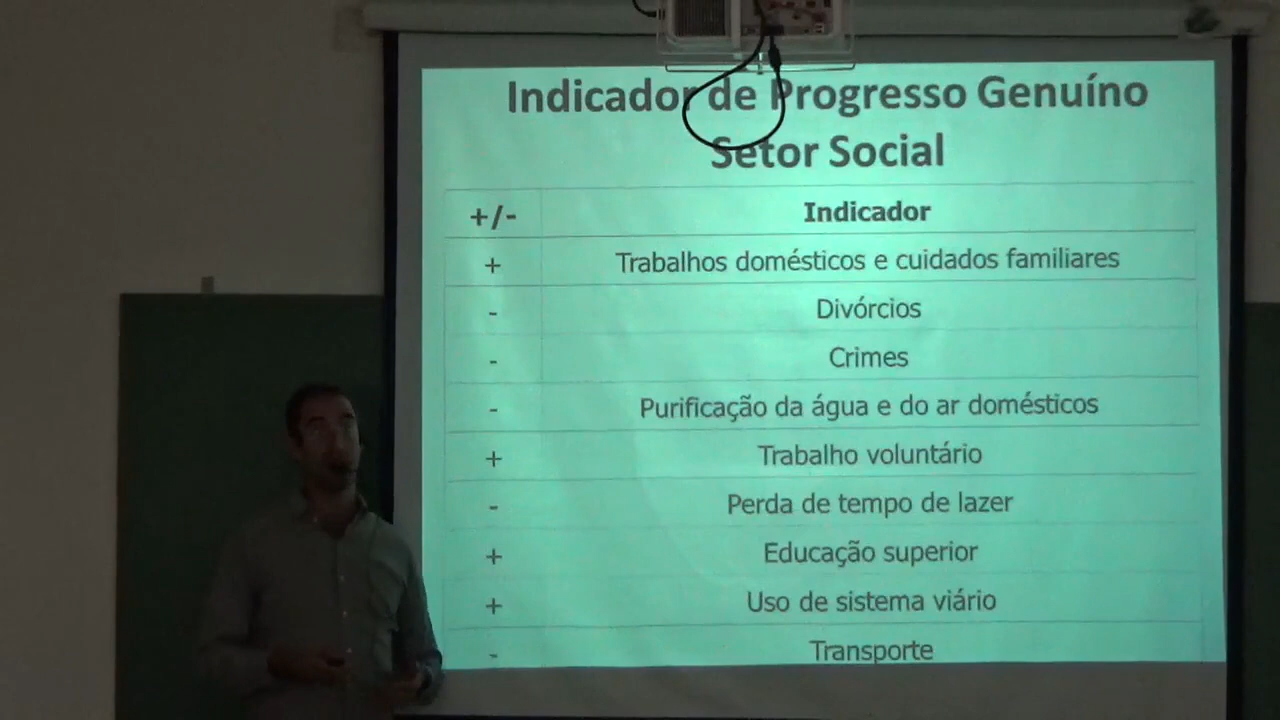 Indicador de Progresso Genuíno
Setor Social
+/- Indicador
+ Trabalhos domésticos e cuidados familiares
- Divórcios
- Crimes
- Purificação da água e do ar domésticos
+ Trabalho voluntário
- Perda de tempo de lazer
+ Educação superior
+ Uso de sistema viário
- Transporte